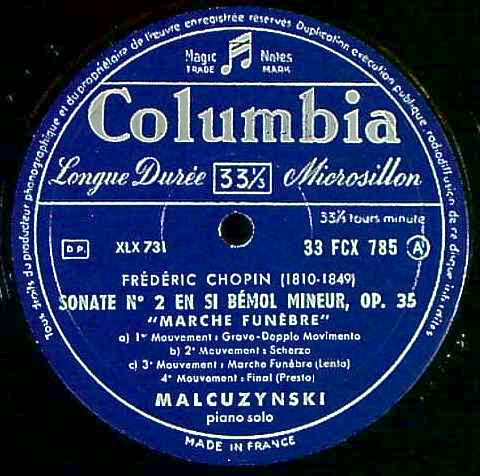 Tous droits du producteur phonographique et du propriétaire de l'œuvre enregistrée réservés Duplication exécution publique, radiodiffusion de ce disque interdites
Magic Notes
TRADE MARK
Columbia
Longue Durée 33⅓ Microsillon
33⅓ tours minute
DP XLX 731 33 FCX 785 A
FRÉDÉRIC CHOPIN (1810-1849)
SONATE Nº 2 EN SI BÉMOL MINEUR, OP. 35
"MARCHE FUNÈBRE"
a) 1er Mouvement : Grave-Doppio Movimento
b) 2e Mouvement : Scherzo
c) 3e Mouvement : Marche Funèbre (Lento)
4e Mouvement : Final (Presto)
MALCUZYNSKI
piano solo
MADE IN FRANCE